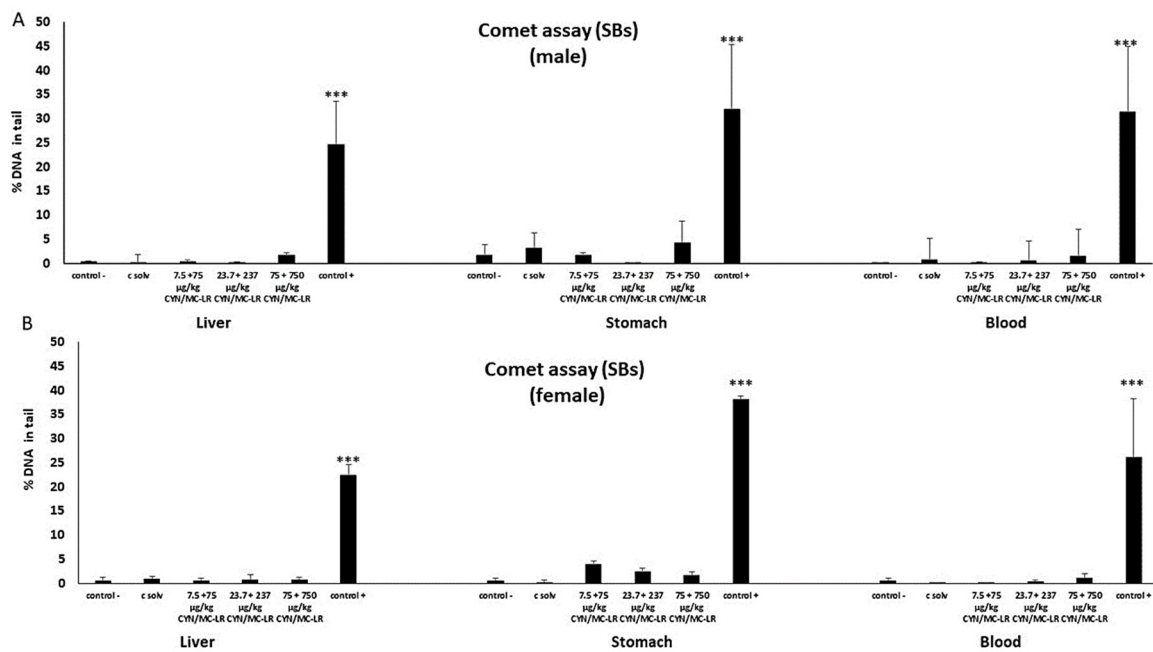 A
Comet assay (SBs)
(male)
% DNA in tail
50
45
40
35
30
25
20
15
10
5
0
***
***
***
control - c solv 7.5 +75 23.7 + 237 75 + 750 control + control - c solv 7.5 +75 23.7 + 237 75 + 750 control + control - c solv 7.5 +75 23.7 + 237 75 + 750 control +
µg/kg µg/kg µg/kg µg/kg µg/kg µg/kg µg/kg µg/kg µg/kg
CYN/MC-LR CYN/MC-LR CYN/MC-LR CYN/MC-LR CYN/MC-LR CYN/MC-LR CYN/MC-LR CYN/MC-LR CYN/MC-LR
Liver Stomach Blood
B
Comet assay (SBs)
(female)
% DNA in tail
50
45
40
35
30
25
20
15
10
5
0
***
***
***
control - c solv 7.5 +75 23.7 + 237 75 + 750 control + control - c solv 7.5 +75 23.7 + 237 75 + 750 control + control - c solv 7.5 +75 23.7 + 237 75 + 750 control +
µg/kg µg/kg µg/kg µg/kg µg/kg µg/kg µg/kg µg/kg µg/kg
CYN/MC-LR CYN/MC-LR CYN/MC-LR CYN/MC-LR CYN/MC-LR CYN/MC-LR CYN/MC-LR CYN/MC-LR CYN/MC-LR
Liver Stomach Blood